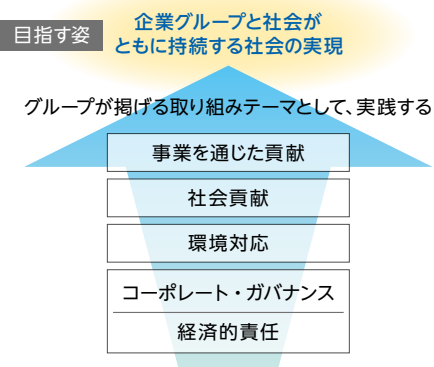 目指す姿
企業グループと社会が
ともに持続する社会の実現
グループが掲げる取り組みテーマとして、実践する
事業を通じた貢献
社会貢献
環境対応
コーポレート・ガバナンス
経済的責任